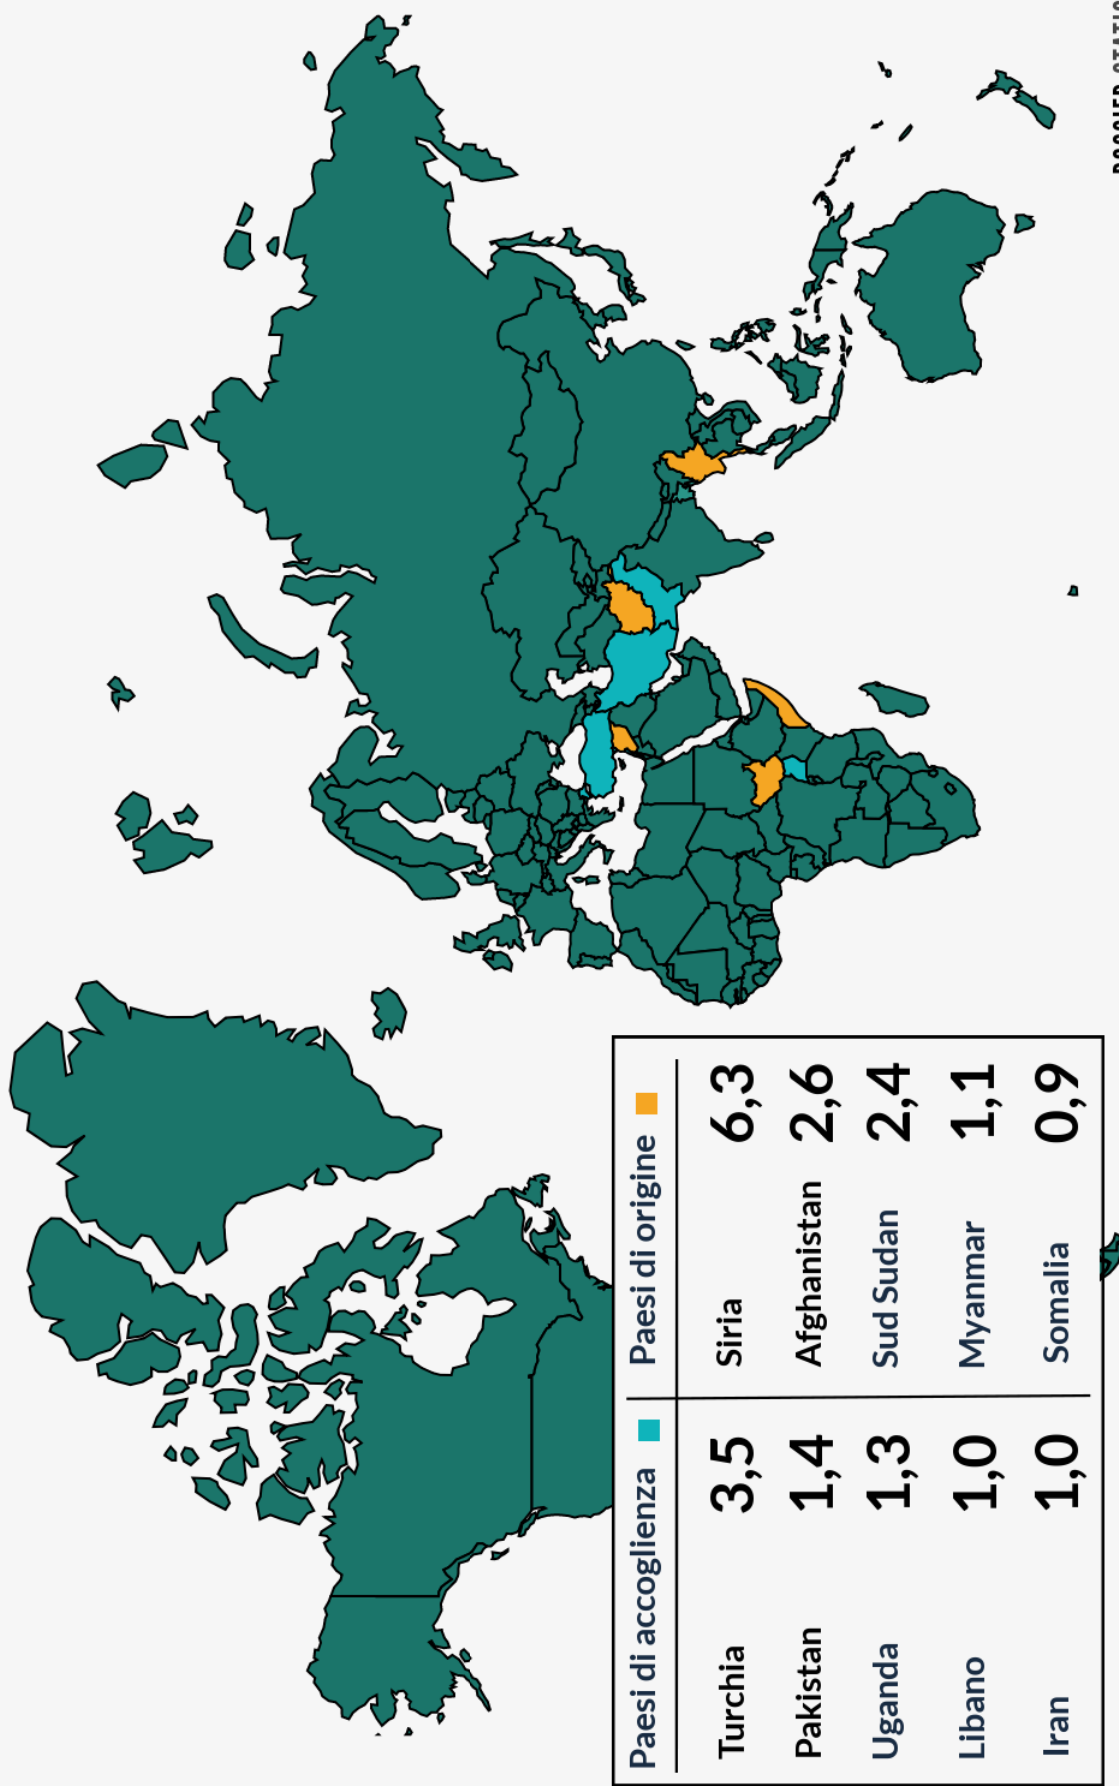 Paesi di accoglienza Paesi di origine
Turchia 3,5 Siria 6,3
Pakistan 1,4 Afghanistan 2,6
Uganda 1,3 Sud Sudan 2,4
Libano 1,0 Myanmar 1,1
Iran 1,0 Somalia 0,9
DOSSIER